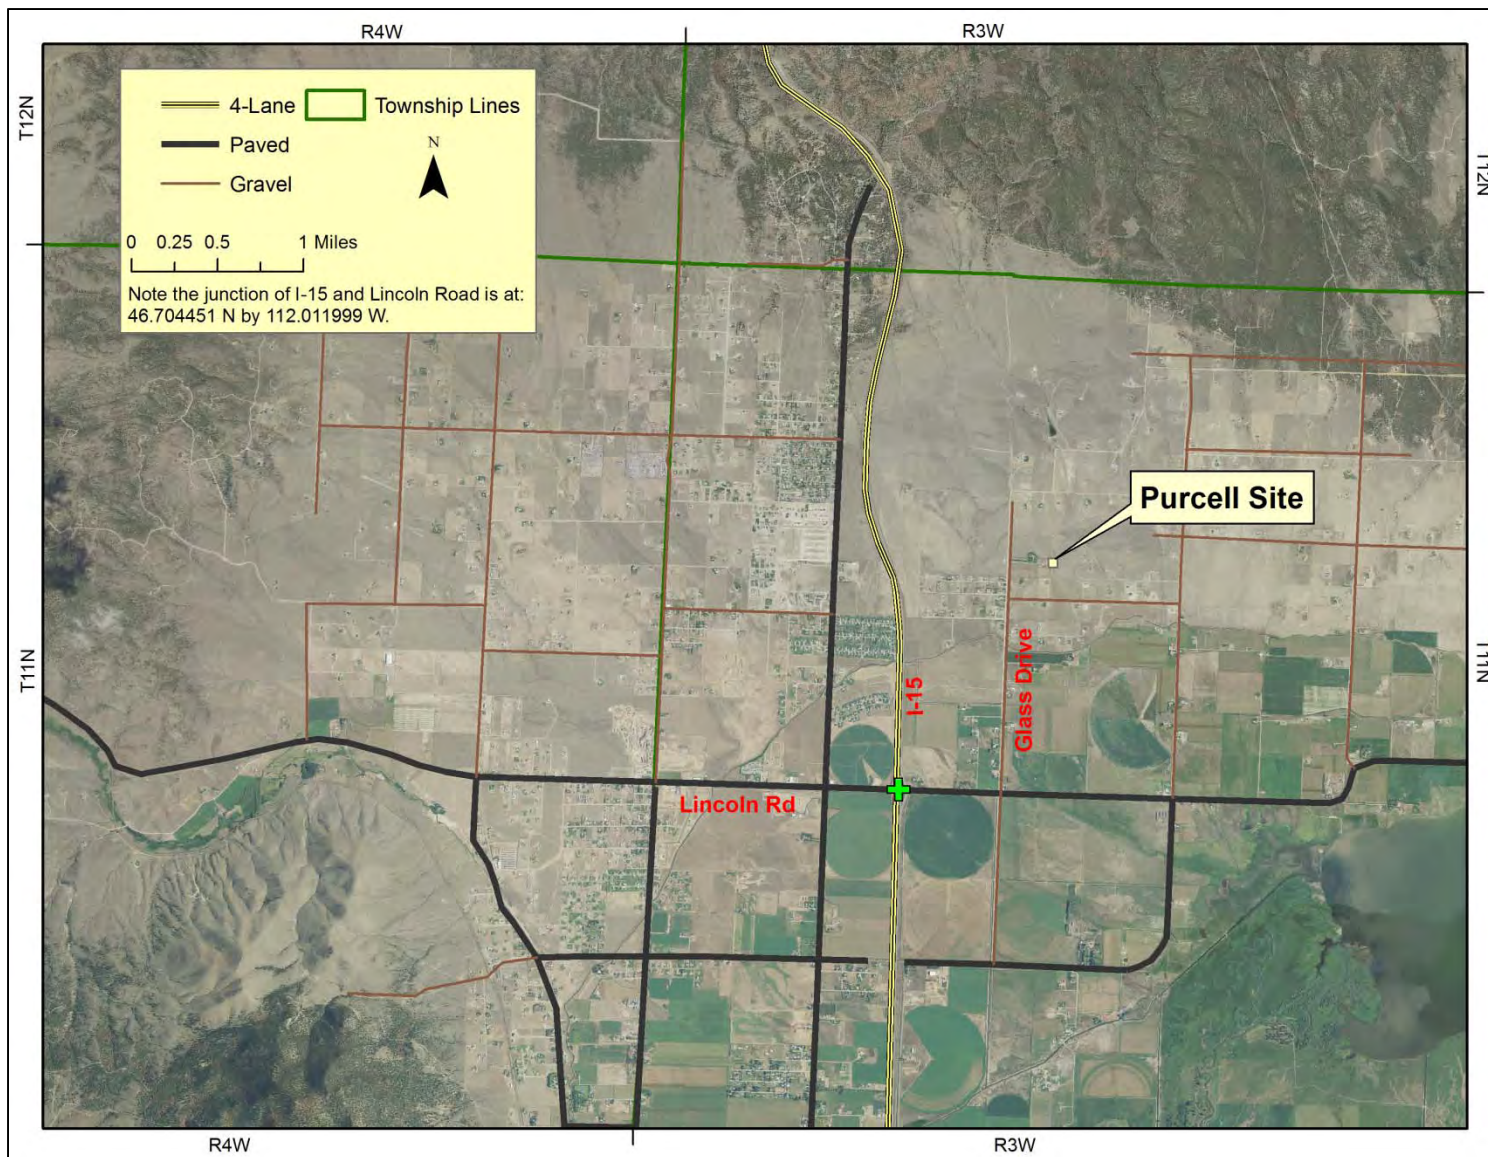 R4W
R3W
T12N
T12N
4-Lane
Township Lines
Paved
N
Gravel
0 0.25 0.5 1 Miles
Note the junction of I-15 and Lincoln Road is at:
46.704451 N by 112.011999 W.
Purcell Site
T11N
T11N
I-15
Glass Drive
Lincoln Rd
R4W
R3W